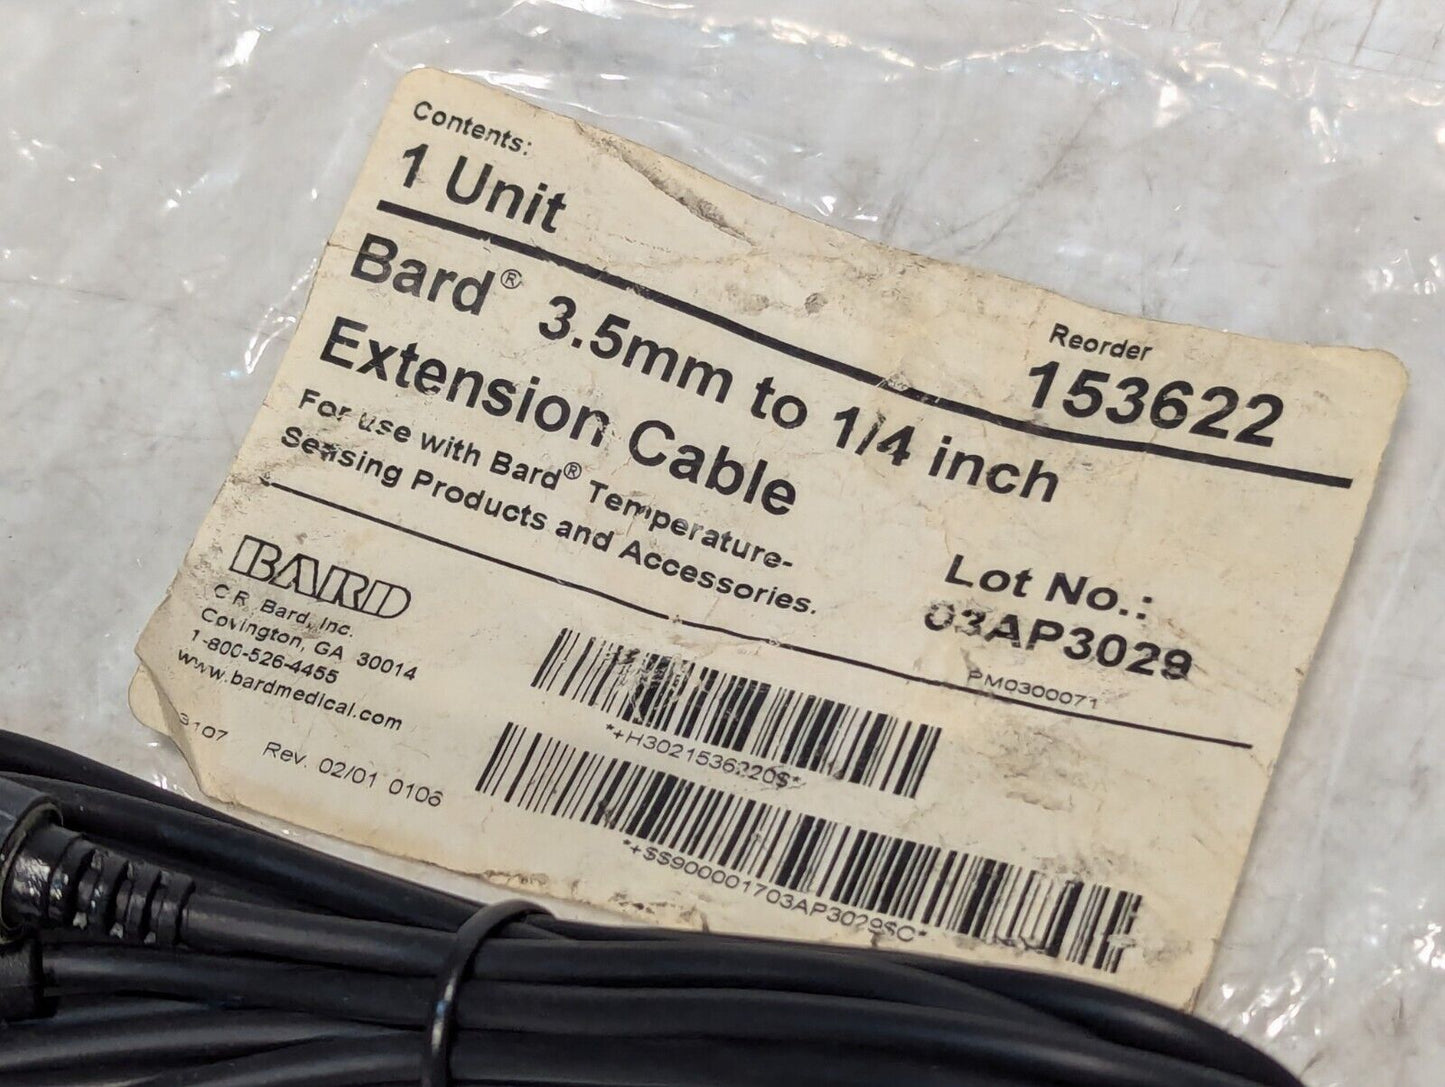 Contents:
1 Unit
Reorder
153622
Bard® 3.5mm to 1/4 inch
Extension Cable
For use with Bard® Temperature-
Sensing Products and Accessories.
Lot No.:
03AP3029
PM0300071
BARD
C.R. Bard, Inc.
Covington, GA 30014
1-800-526-4455
www.bardmedical.com
3107 Rev. 02/01 0106
*+H3021536220$*
*+$$900001703AP3029$C*